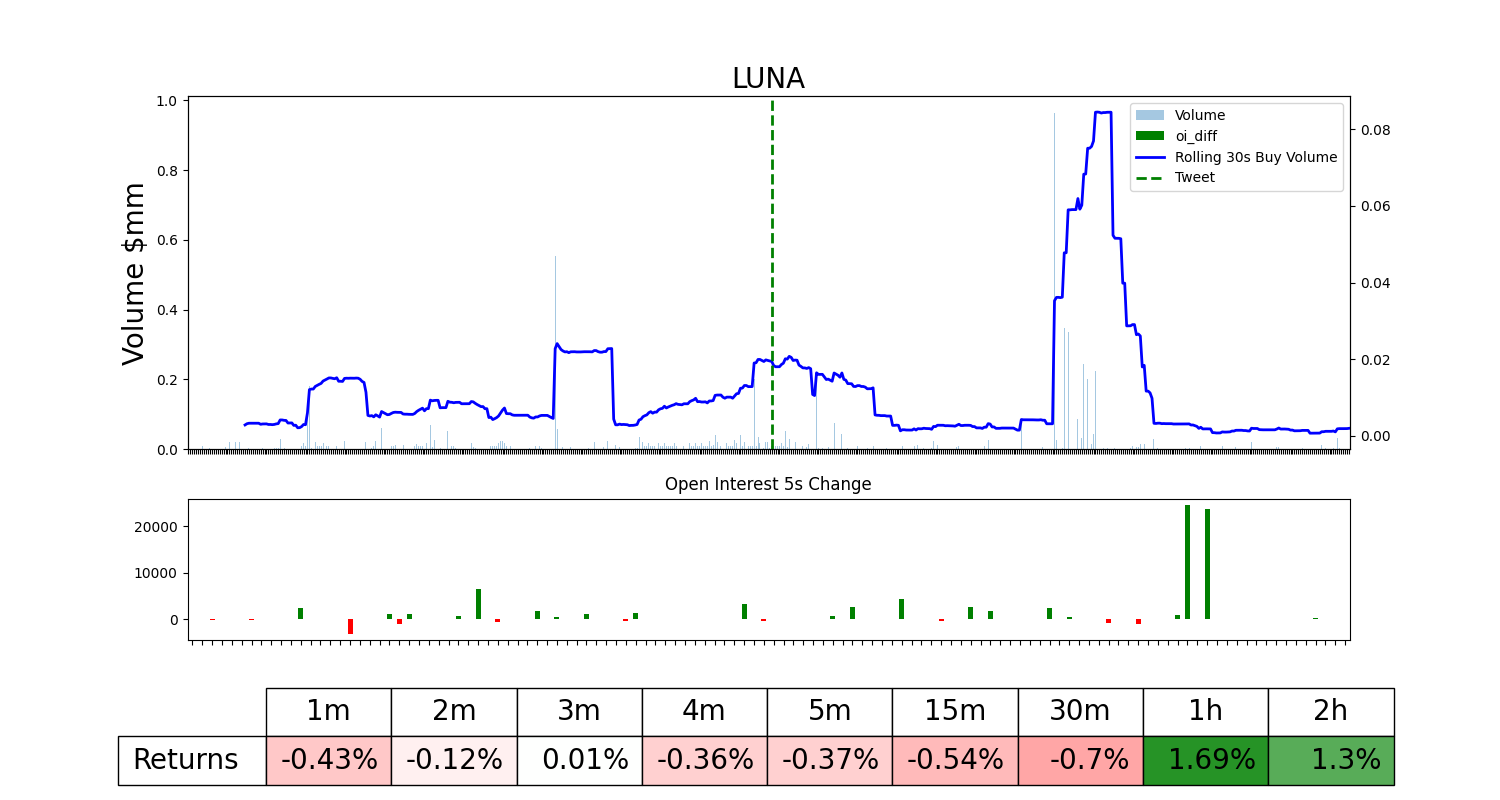 LUNA
Volume $mm
1.0
0.8
0.6
0.4
0.2
0.0
0.08
0.06
0.04
0.02
0.00
Volume
oi_diff
Rolling 30s Buy Volume
Tweet
Open Interest 5s Change
20000
10000
0
1m 2m 3m 4m 5m 15m 30m 1h 2h
Returns -0.43% -0.12% 0.01% -0.36% -0.37% -0.54% -0.7% 1.69% 1.3%